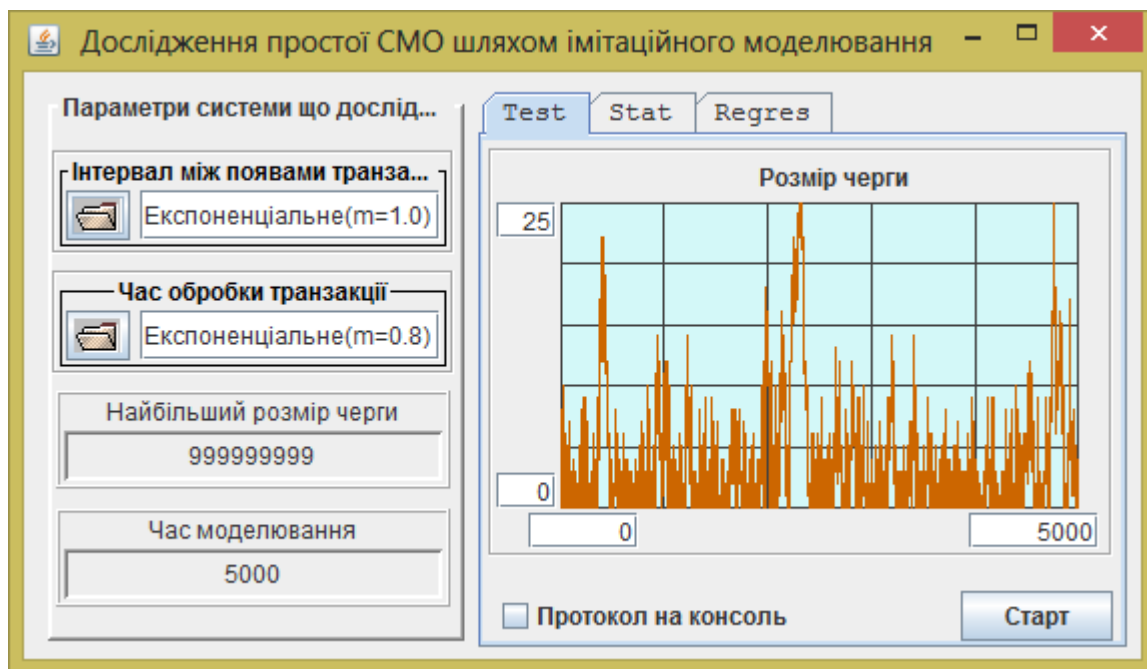 Дослідження простої СМО шляхом імітаційного моделювання
Параметри системи що дослід...
Інтервал між появами транза...
Експоненціальне(m=1.0)
Час обробки транзакції
Експоненціальне(m=0.8)
Найбільший розмір черги
999999999
Час моделювання
5000
Test Stat Regres
Розмір черги
25
0
0 5000
Протокол на консоль Старт